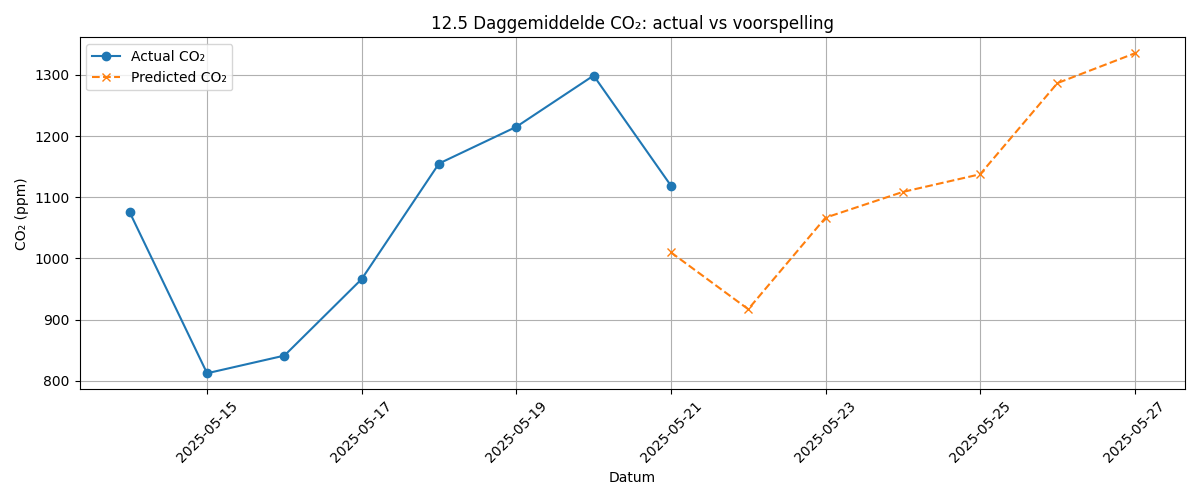 12.5 Daggemiddelde CO₂: actual vs voorspelling
Actual CO₂
Predicted CO₂
CO₂ (ppm)
1300
1200
1100
1000
900
800
2025-05-15
2025-05-17
2025-05-19
2025-05-21
2025-05-23
2025-05-25
2025-05-27
Datum